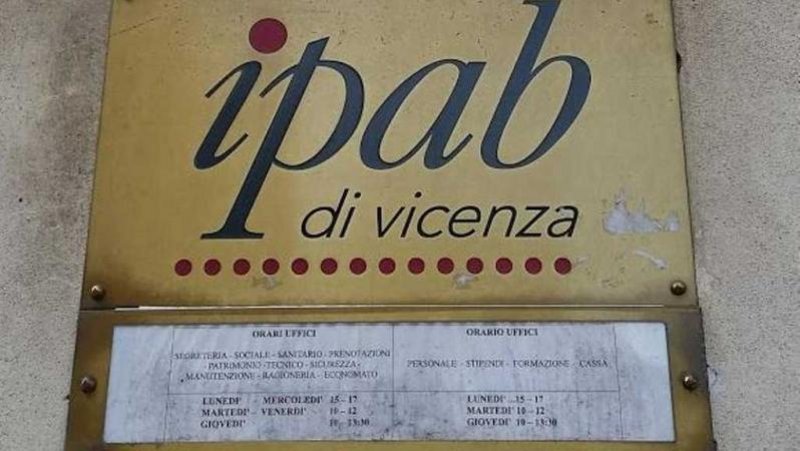 ipab
di vicenza
ORARI UFFICI
SEGRETERIA - SOCIALE - SANITARIO - PRENOTAZIONI
- PATRIMONIO -TECNICO - SICUREZZA -
MANUTENZIONE - RAGIONERIA - ECONOMATO
LUNEDI' - MERCOLEDI' 15 - 17
MARTEDI' - VENERDI' 10 - 12
GIOVEDI' 10 - 13:30
ORARIO UFFICI
PERSONALE - STIPENDI - FORMAZIONE - CASSA
LUNEDI' 15 - 17
MARTEDI' 10 - 12
GIOVEDI' 10 - 13:30